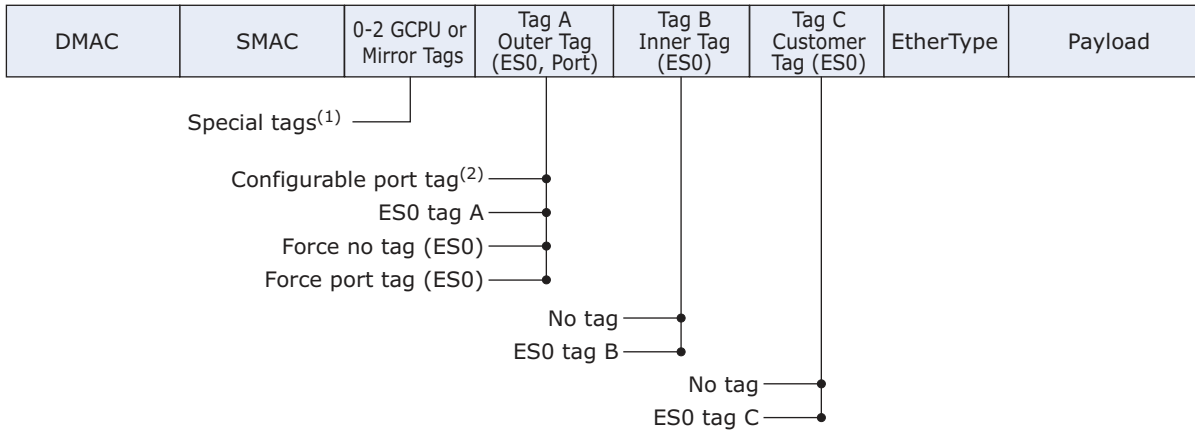 DMAC
SMAC
0-2 GCPU or
Mirror Tags
Tag A
Outer Tag
(ES0, Port)
Tag B
Inner Tag
(ES0)
Tag C
Customer
Tag (ES0)
EtherType
Payload
Special tags(1)
Configurable port tag(2)
ES0 tag A
Force no tag (ES0)
Force port tag (ES0)
No tag
ES0 tag B
No tag
ES0 tag C